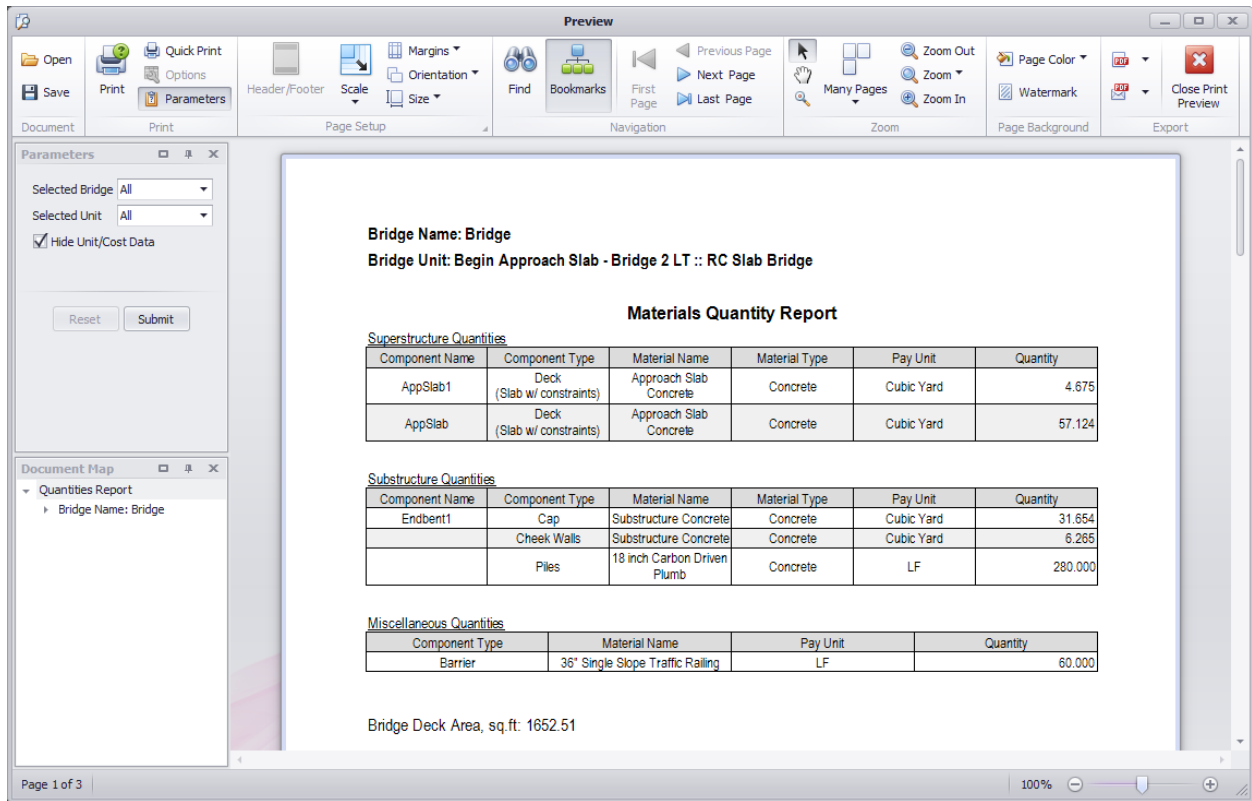 Preview
Open
Save
Document
Print
Quick Print
Options
Parameters
Print
Header/Footer
Scale
Margins
Orientation
Size
Page Setup
Find
Bookmarks
First Page
Previous Page
Next Page
Last Page
Navigation
Many Pages
Zoom Out
Zoom
Zoom In
Zoom
Page Color
Watermark
Page Background
PDF
PDF
Close Print Preview
Export
Parameters
Selected Bridge All
Selected Unit All
Hide Unit/Cost Data
Reset Submit
Document Map
Quantities Report
Bridge Name: Bridge
Bridge Name: Bridge
Bridge Unit: Begin Approach Slab - Bridge 2 LT :: RC Slab Bridge
Materials Quantity Report
Superstructure Quantities
Component Name Component Type Material Name Material Type Pay Unit Quantity
AppSlab1 Deck (Slab w/ constraints) Approach Slab Concrete Concrete Cubic Yard 4.675
AppSlab Deck (Slab w/ constraints) Approach Slab Concrete Concrete Cubic Yard 57.124
Substructure Quantities
Component Name Component Type Material Name Material Type Pay Unit Quantity
Endbent1 Cap Substructure Concrete Concrete Cubic Yard 31.654
Cheek Walls Substructure Concrete Concrete Cubic Yard 6.265
Piles 18 inch Carbon Driven Plumb Concrete LF 280.000
Miscellaneous Quantities
Component Type Material Name Pay Unit Quantity
Barrier 36" Single Slope Traffic Railing LF 60.000
Bridge Deck Area, sq.ft: 1652.51
Page 1 of 3
100%